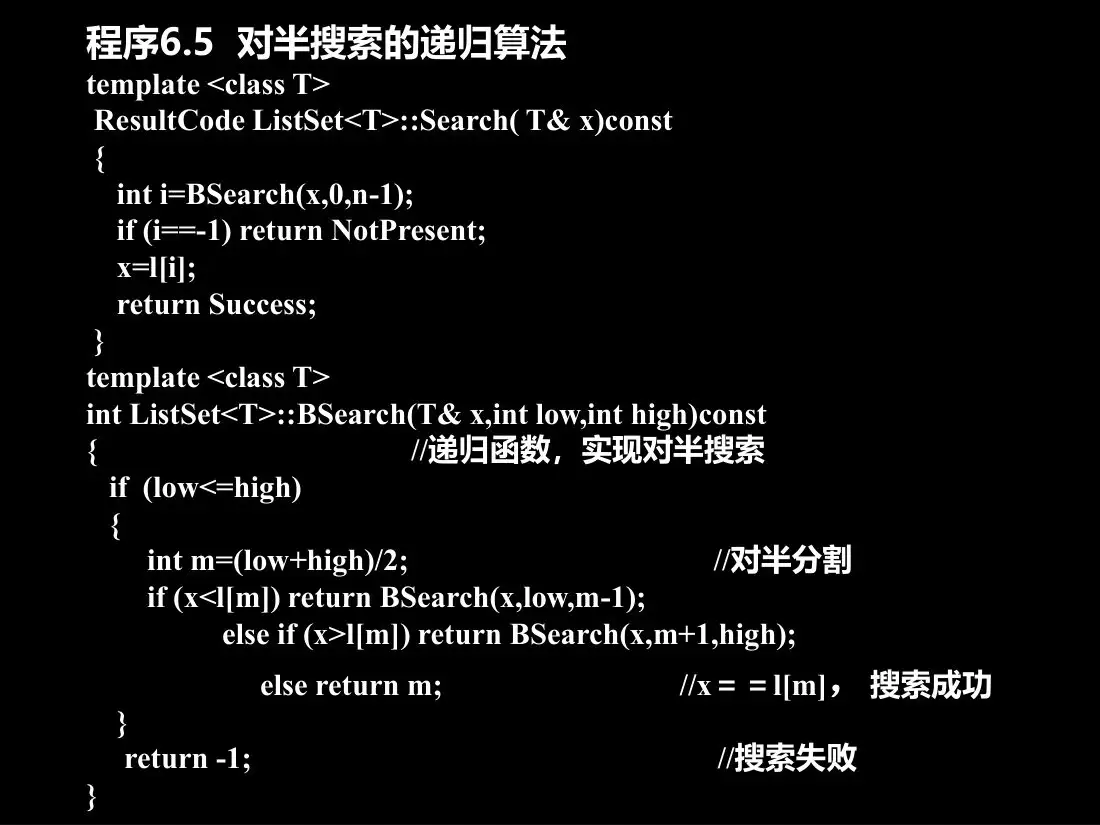 程序6.5 对半搜索的递归算法
template <class T>
ResultCode ListSet<T>::Search( T& x)const
{
int i=BSearch(x,0,n-1);
if (i==-1) return NotPresent;
x=l[i];
return Success;
}
template <class T>
int ListSet<T>::BSearch(T& x,int low,int high)const
{ //递归函数，实现对半搜索
if (low<=high)
{
int m=(low+high)/2; //对半分割
if (x<l[m]) return BSearch(x,low,m-1);
else if (x>l[m]) return BSearch(x,m+1,high);
else return m; //x＝＝l[m]， 搜索成功
}
return -1; //搜索失败
}